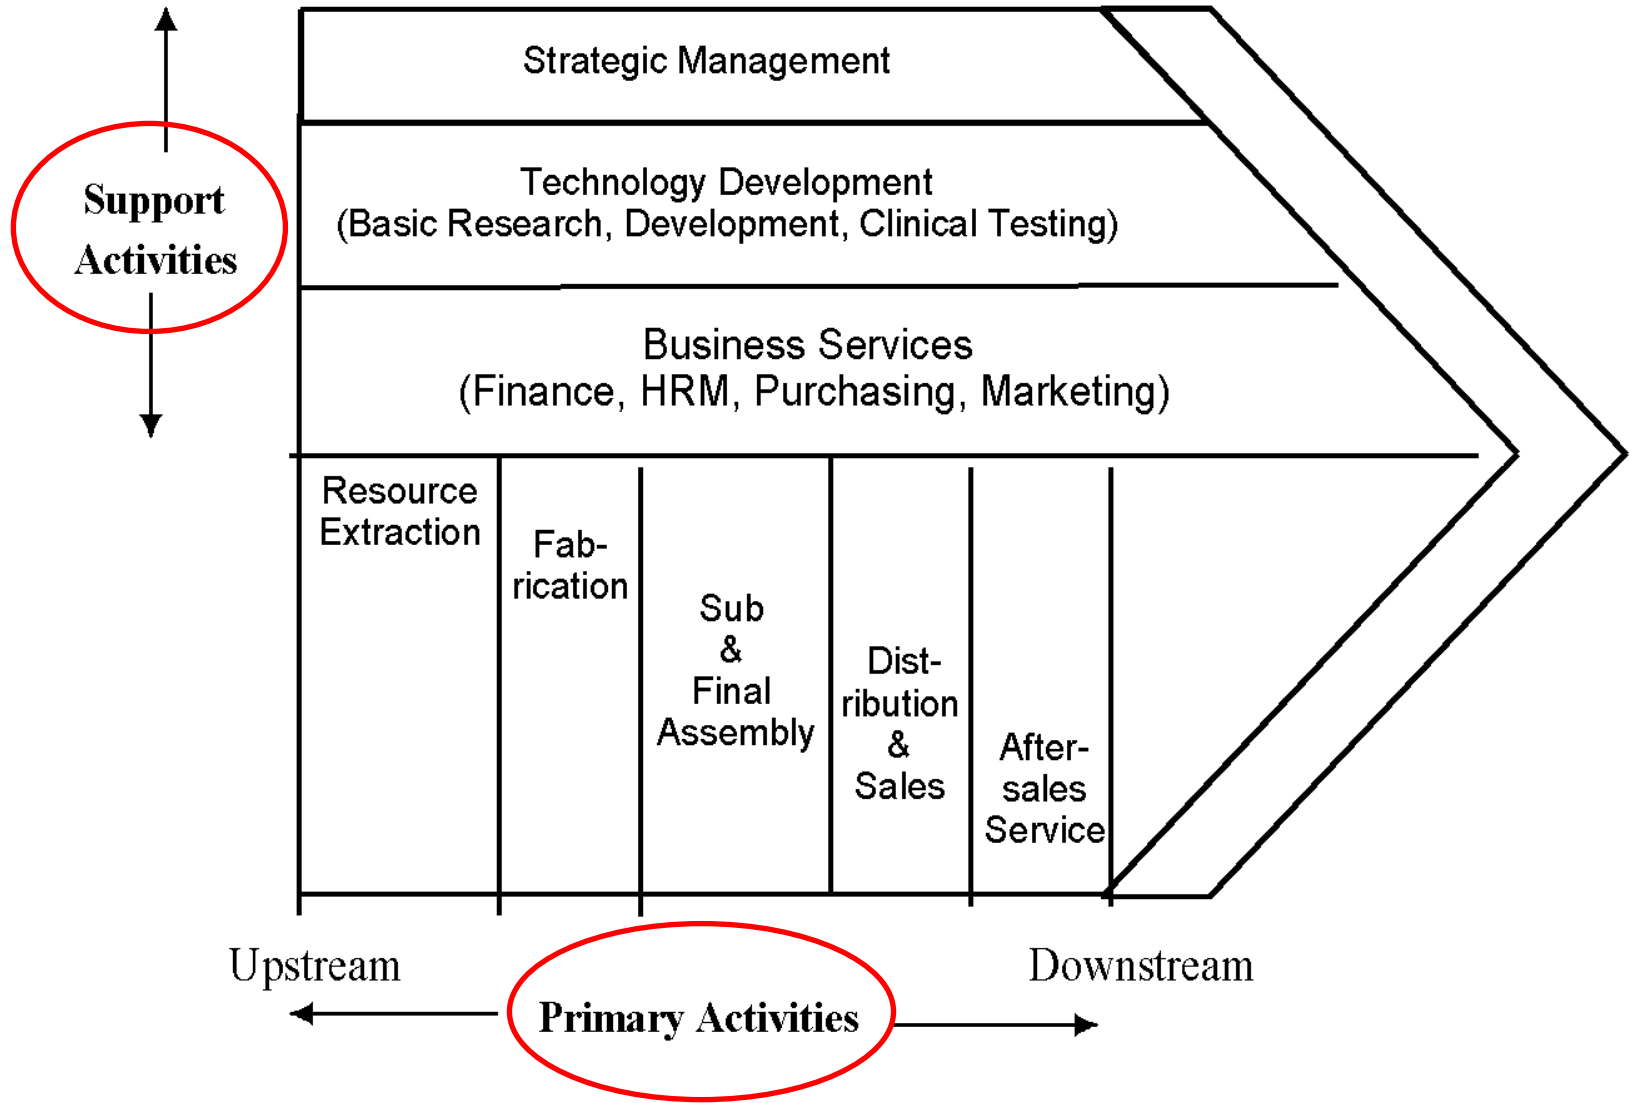 Strategic Management
Support
Activities
Technology Development
(Basic Research, Development, Clinical Testing)
Business Services
(Finance, HRM, Purchasing, Marketing)
Resource
Extraction
Fab-
rication
Sub
&
Final
Assembly
Dist-
ribution
&
Sales
After-
sales
Service
Upstream
Downstream
Primary Activities